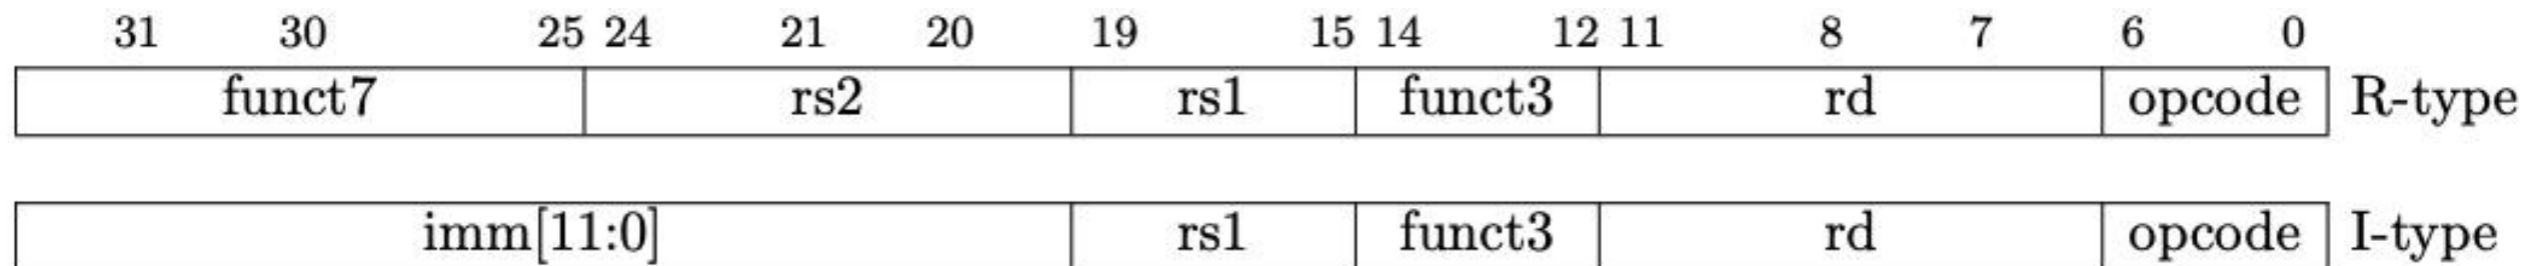 31 30 25 24 21 20 19 15 14 12 11 8 7 6 0
funct7 rs2 rs1 funct3 rd opcode R-type
imm[11:0] rs1 funct3 rd opcode I-type